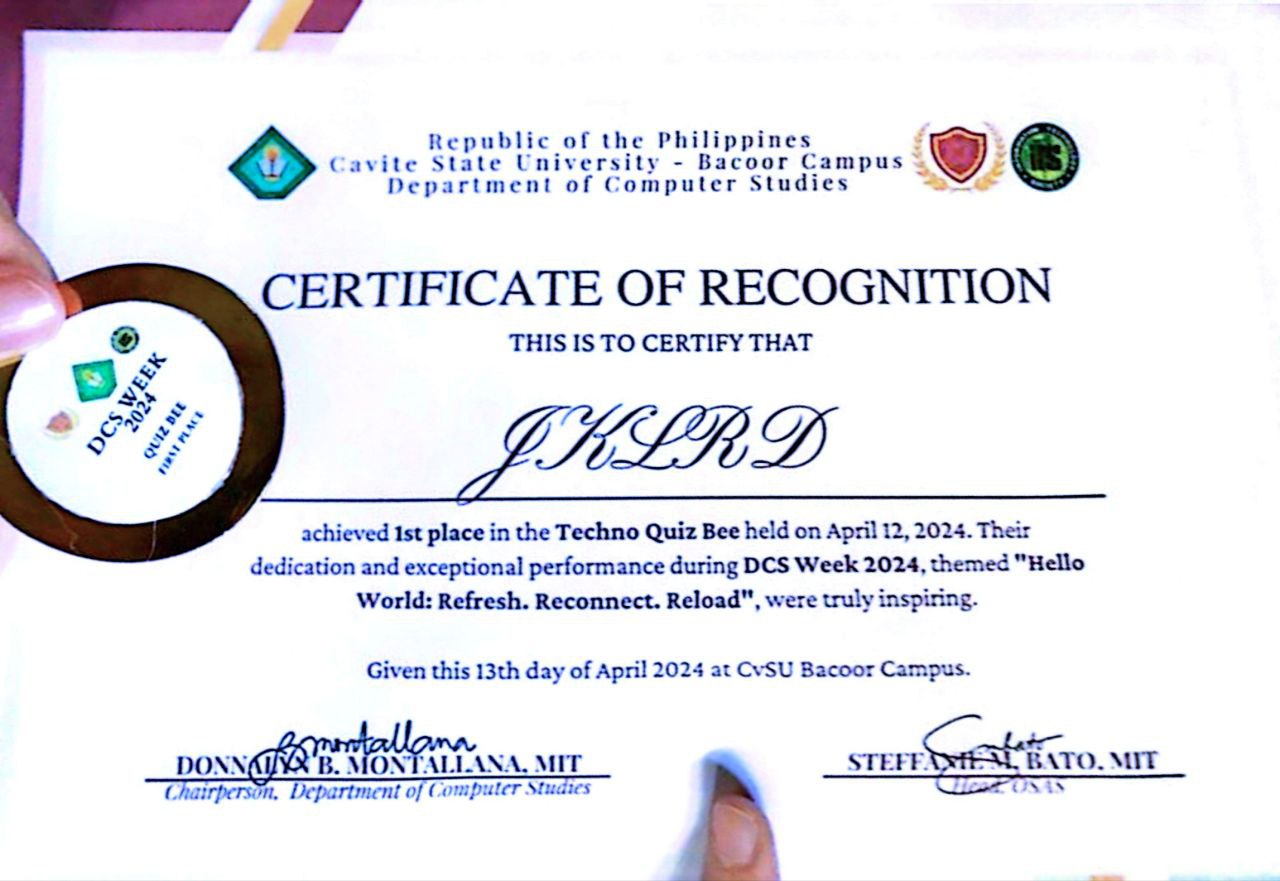 Republic of the Philippines
Cavite State University - Bacoor Campus
Department of Computer Studies
ITS
CERTIFICATE OF RECOGNITION
THIS IS TO CERTIFY THAT
JKLRD
DCS WEEK
2024
QUIZ BEE
FIRST PLACE
achieved 1st place in the Techno Quiz Bee held on April 12, 2024. Their
dedication and exceptional performance during DCS Week 2024, themed "Hello
World: Refresh. Reconnect. Reload", were truly inspiring.
Given this 13th day of April 2024 at CvSU Bacoor Campus.
DONNALYN B. MONTALLANA, MIT
Chairperson, Department of Computer Studies
STEFFANIE M. BATO, MIT
Head, OSAS